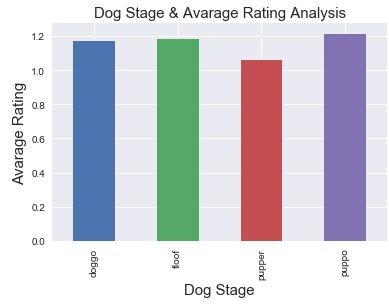 Dog Stage & Avarage Rating Analysis
Avarage Rating
1.2
1.0
0.8
0.6
0.4
0.2
0.0
doggo
floof
pupper
puppo
Dog Stage